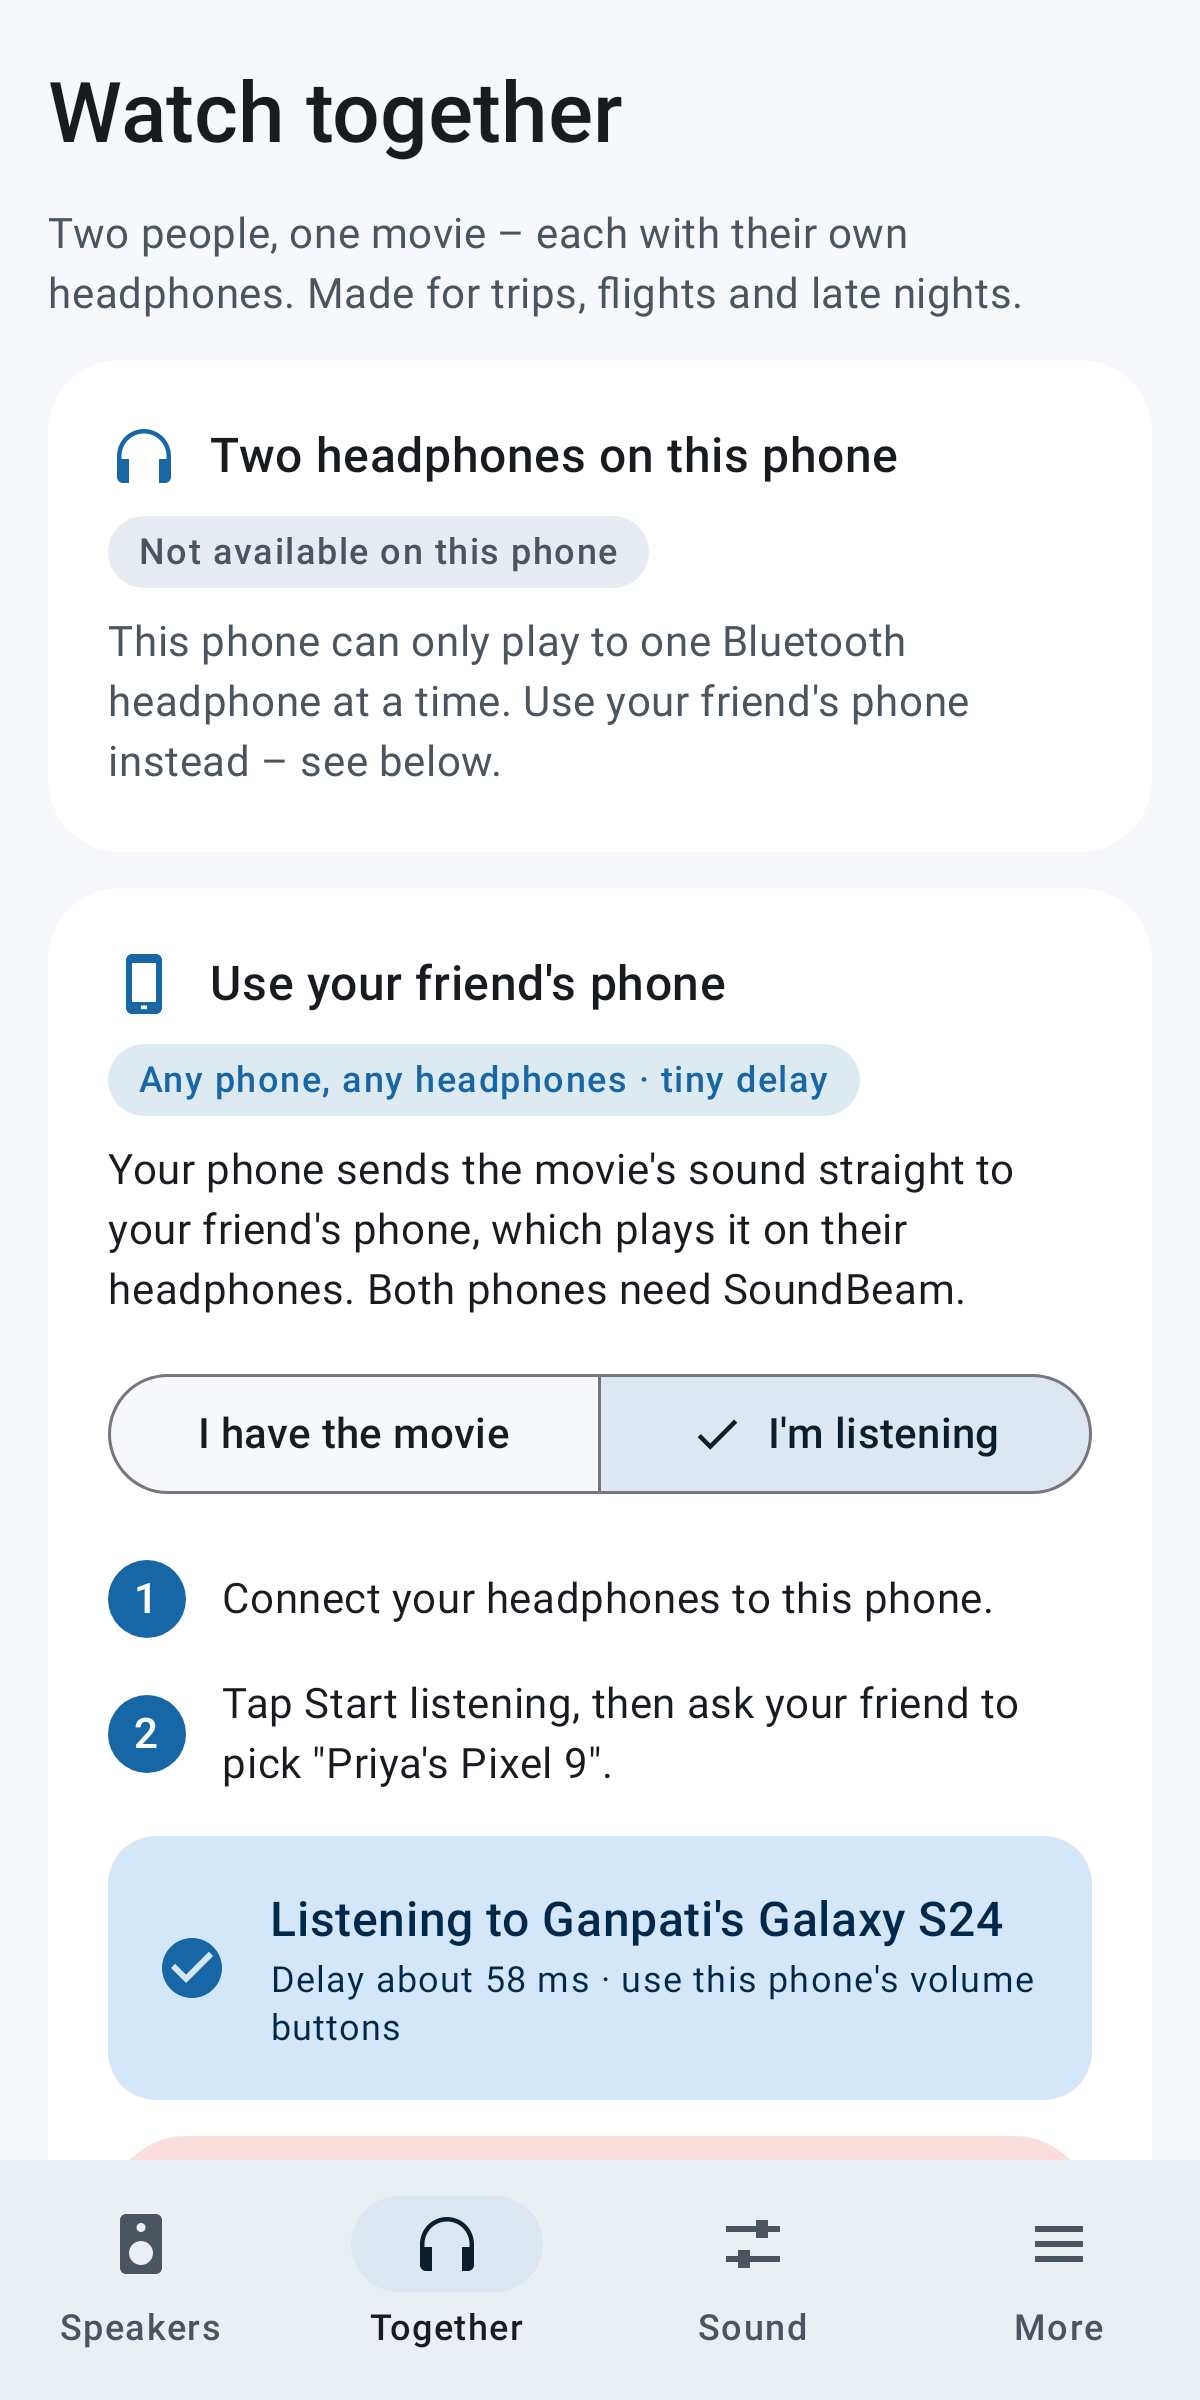 Watch together
Two people, one movie – each with their own
headphones. Made for trips, flights and late nights.
Two headphones on this phone
Not available on this phone
This phone can only play to one Bluetooth
headphone at a time. Use your friend's phone
instead – see below.
Use your friend's phone
Any phone, any headphones · tiny delay
Your phone sends the movie's sound straight to
your friend's phone, which plays it on their
headphones. Both phones need SoundBeam.
I have the movie
I'm listening
1 Connect your headphones to this phone.
2 Tap Start listening, then ask your friend to
pick "Priya's Pixel 9".
Listening to Ganpati's Galaxy S24
Delay about 58 ms · use this phone's volume
buttons
Speakers
Together
Sound
More